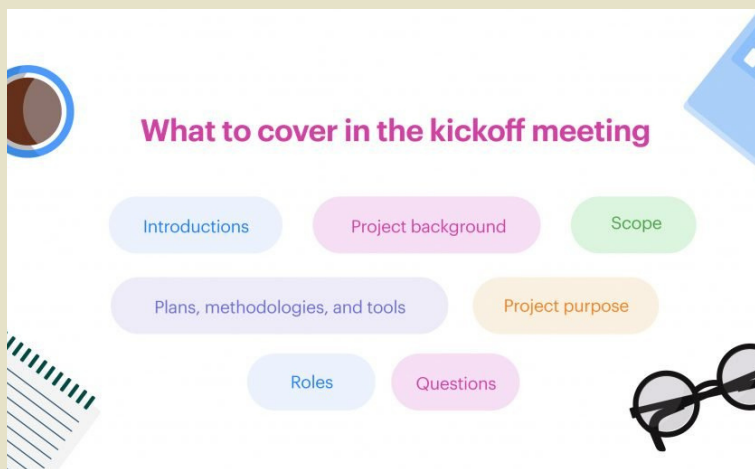 What to cover in the kickoff meeting
Introductions
Project background
Scope
Plans, methodologies, and tools
Project purpose
Roles
Questions